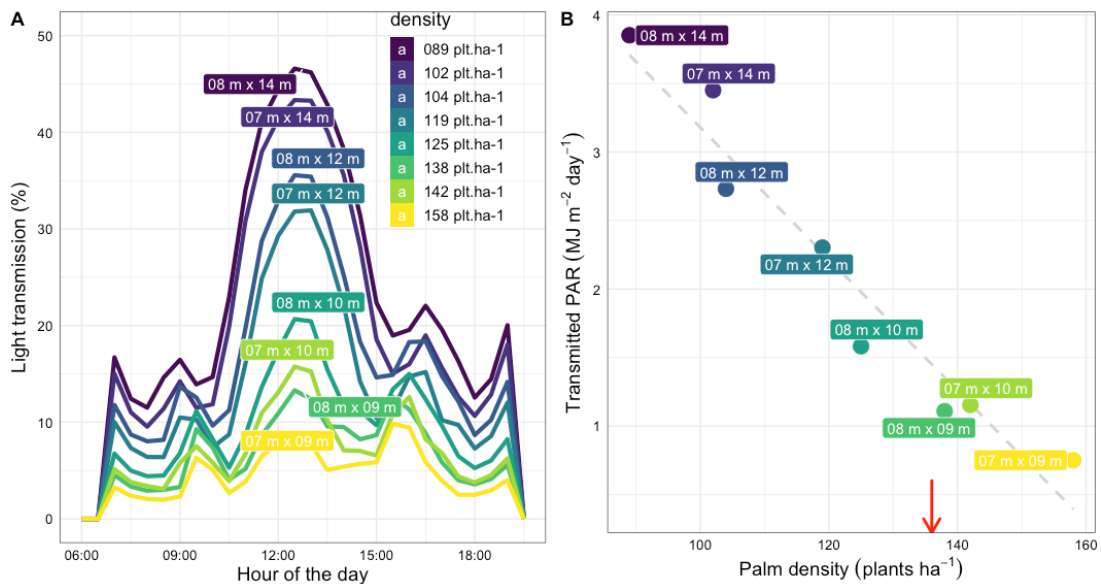 A
density
a 089 plt.ha-1
a 102 plt.ha-1
a 104 plt.ha-1
a 119 plt.ha-1
a 125 plt.ha-1
a 138 plt.ha-1
a 142 plt.ha-1
a 158 plt.ha-1
08 m x 14 m
07 m x 14 m
08 m x 12 m
07 m x 12 m
08 m x 10 m
07 m x 10 m
08 m x 09 m
07 m x 09 m
Light transmission (%)
50
40
30
20
10
0
06:00 09:00 12:00 15:00 18:00
Hour of the day
B
Transmitted PAR (MJ m⁻² day⁻¹)
4
3
2
1
08 m x 14 m
07 m x 14 m
08 m x 12 m
07 m x 12 m
08 m x 10 m
07 m x 10 m
08 m x 09 m
07 m x 09 m
100 120 140 160
Palm density (plants ha⁻¹)